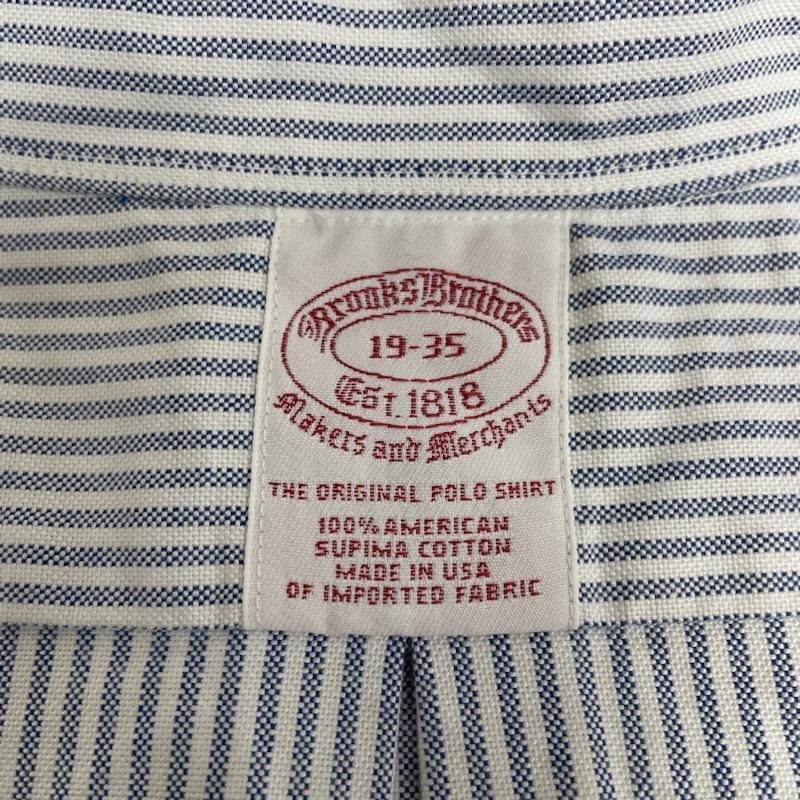 Brooks Brothers
19-35
Est. 1818
Makers and Merchants
THE ORIGINAL POLO SHIRT
100% AMERICAN
SUPIMA COTTON
MADE IN USA
OF IMPORTED FABRIC